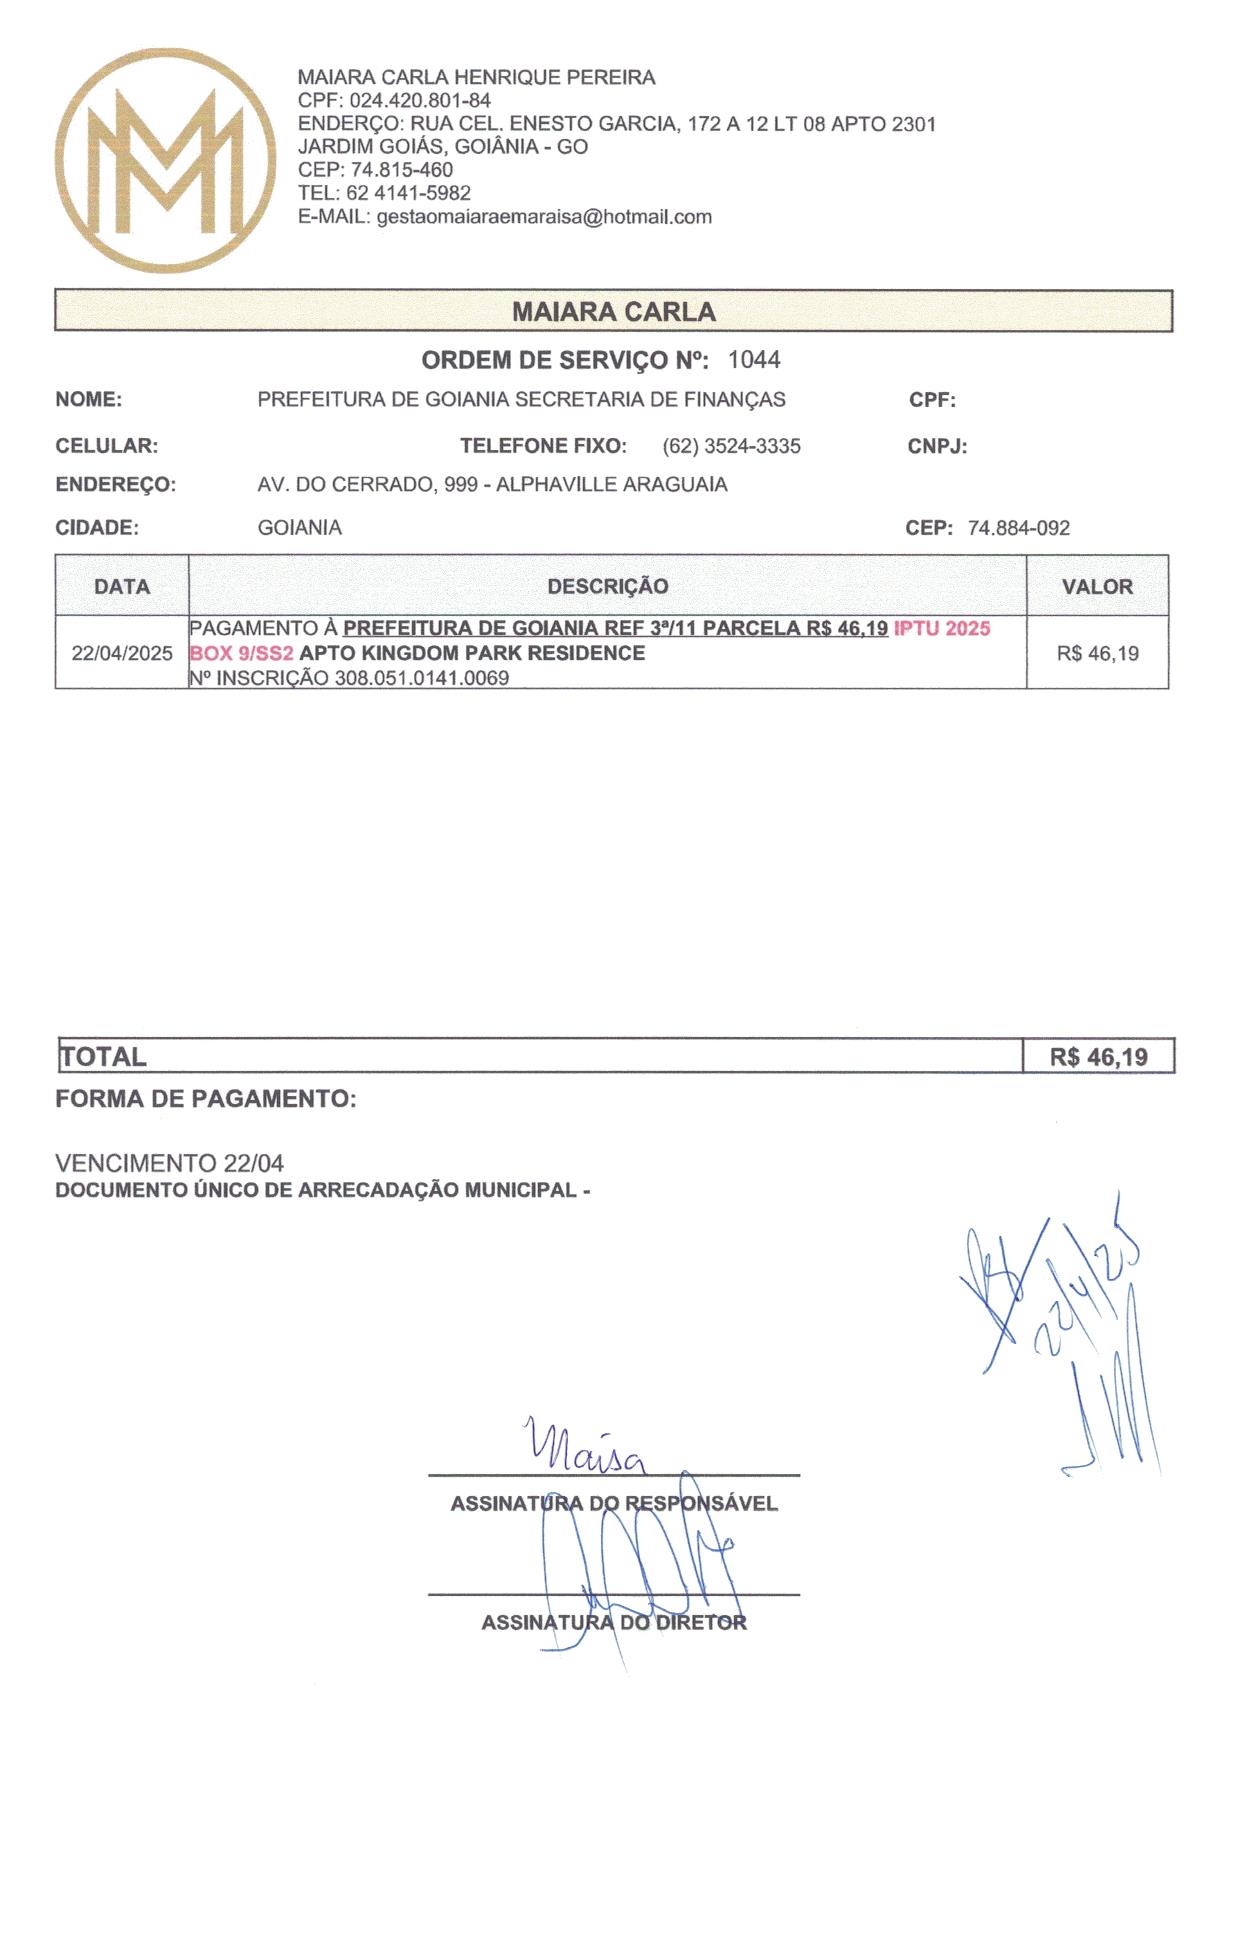 MAIARA CARLA HENRIQUE PEREIRA
CPF: 024.420.801-84
ENDERÇO: RUA CEL. ENESTO GARCIA, 172 A 12 LT 08 APTO 2301
JARDIM GOIÁS, GOIÂNIA - GO
CEP: 74.815-460
TEL: 62 4141-5982
E-MAIL: gestaomaiaraemaraisa@hotmail.com
MAIARA CARLA
ORDEM DE SERVIÇO Nº: 1044
NOME: PREFEITURA DE GOIANIA SECRETARIA DE FINANÇAS CPF:
CELULAR: TELEFONE FIXO: (62) 3524-3335 CNPJ:
ENDEREÇO: AV. DO CERRADO, 999 - ALPHAVILLE ARAGUAIA
CIDADE: GOIANIA CEP: 74.884-092
DATA DESCRIÇÃO VALOR
PAGAMENTO À PREFEITURA DE GOIANIA REF 3ª/11 PARCELA R$ 46,19 IPTU 2025
22/04/2025 BOX 9/SS2 APTO KINGDOM PARK RESIDENCE R$ 46,19
Nº INSCRIÇÃO 308.051.0141.0069
TOTAL R$ 46,19
FORMA DE PAGAMENTO:
VENCIMENTO 22/04
DOCUMENTO ÚNICO DE ARRECADAÇÃO MUNICIPAL -
22/4/25
Maisa
ASSINATURA DO RESPONSÁVEL
ASSINATURA DO DIRETOR